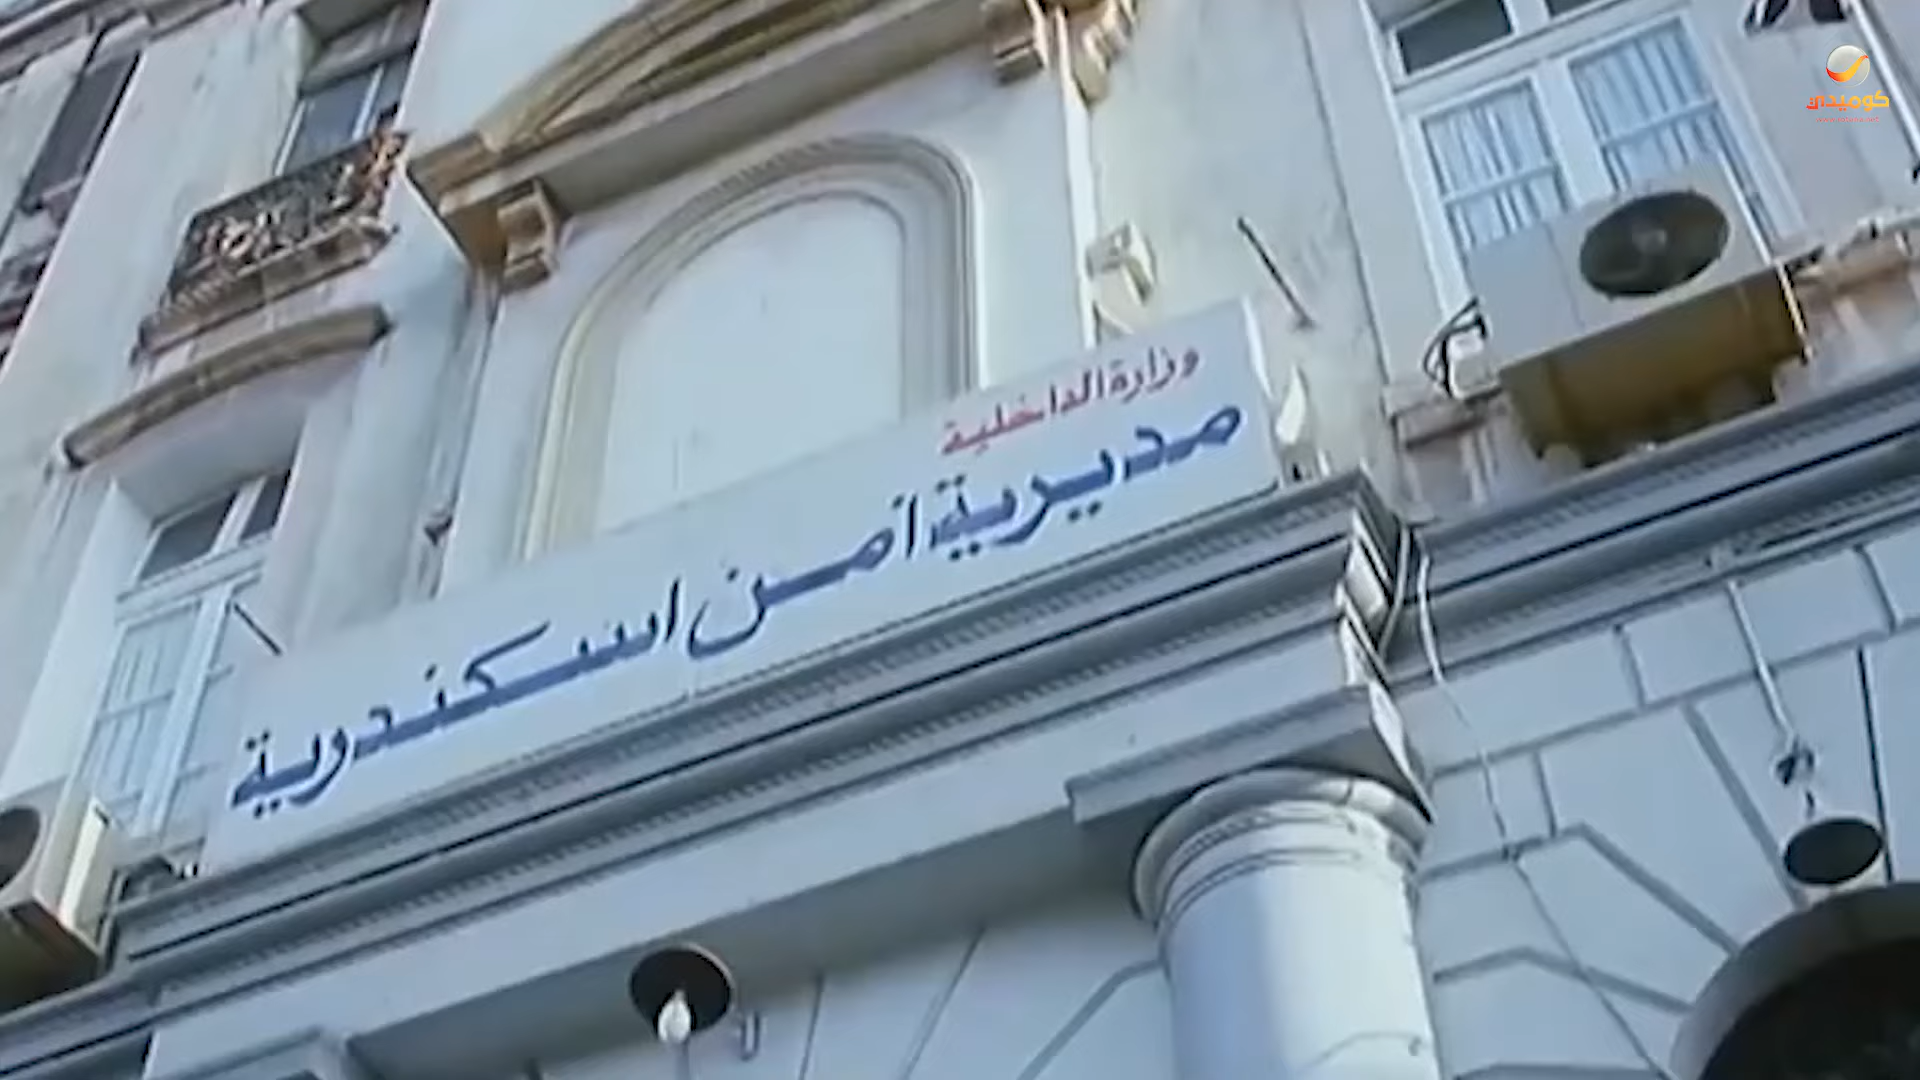 وزارة الداخلية
مديرية أمن اسكندرية
كوميدي